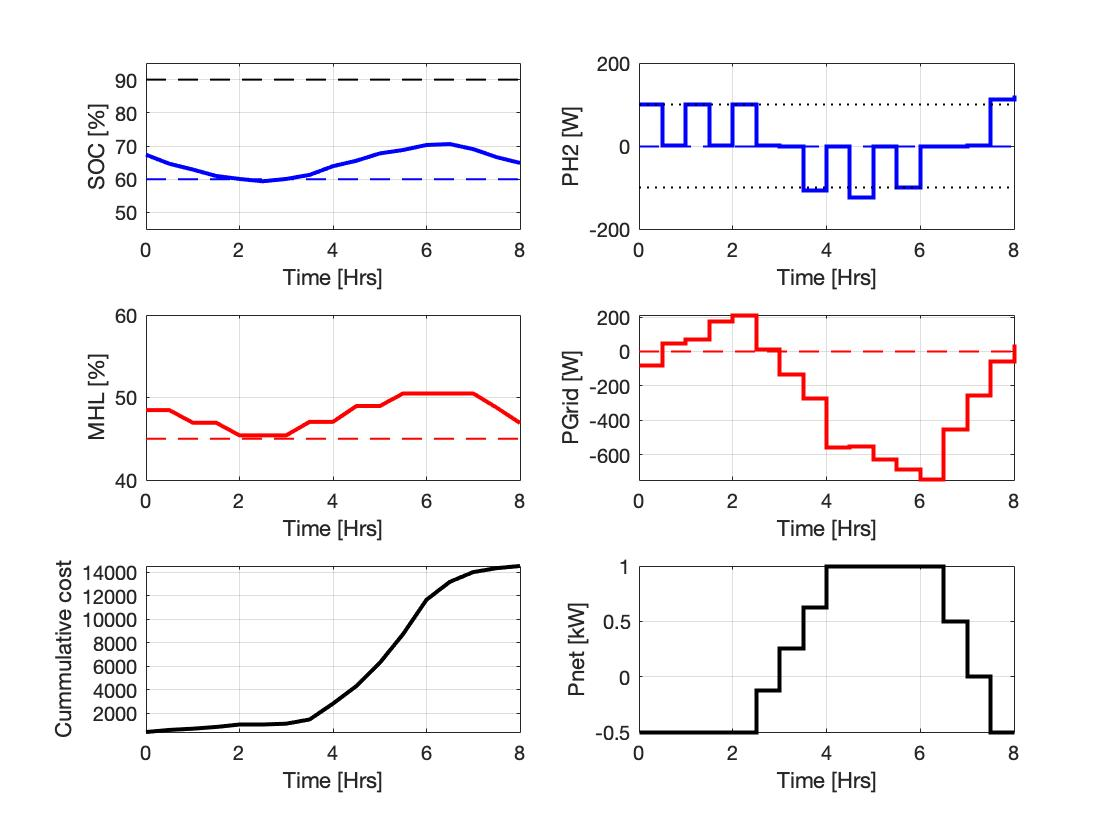 90
80
70
60
50
SOC [%]
0 2 4 6 8
Time [Hrs]
200
0
-200
PH2 [W]
0 2 4 6 8
Time [Hrs]
60
50
40
MHL [%]
0 2 4 6 8
Time [Hrs]
200
0
-200
-400
-600
PGrid [W]
0 2 4 6 8
Time [Hrs]
14000
12000
10000
8000
6000
4000
2000
Cummulative cost
0 2 4 6 8
Time [Hrs]
1
0.5
0
-0.5
Pnet [kW]
0 2 4 6 8
Time [Hrs]